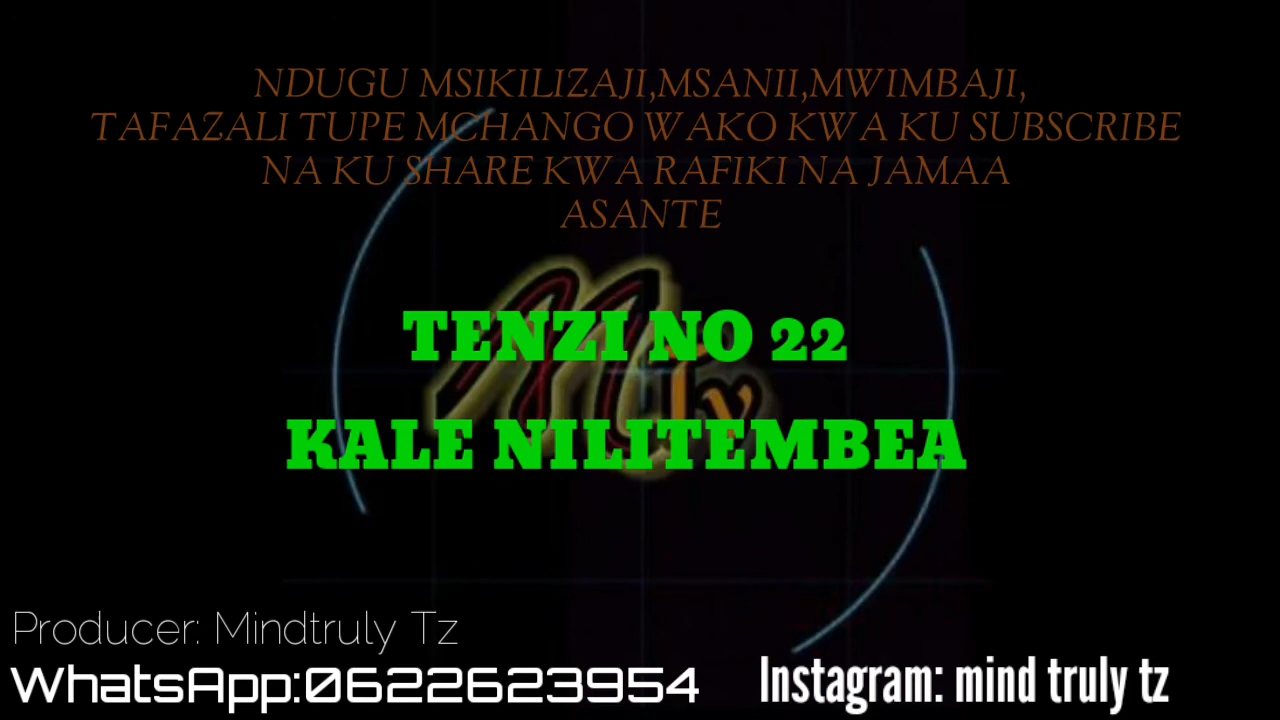 NDUGU MSIKILIZAJI,MSANII,MWIMBAJI,
TAFAZALI TUPE MCHANGO WAKO KWA KU SUBSCRIBE
NA KU SHARE KWA RAFIKI NA JAMAA
ASANTE
TENZI NO 22
KALE NILITEMBEA
Producer: Mindtruly Tz
WhatsApp:0622623954
Instagram: mind truly tz